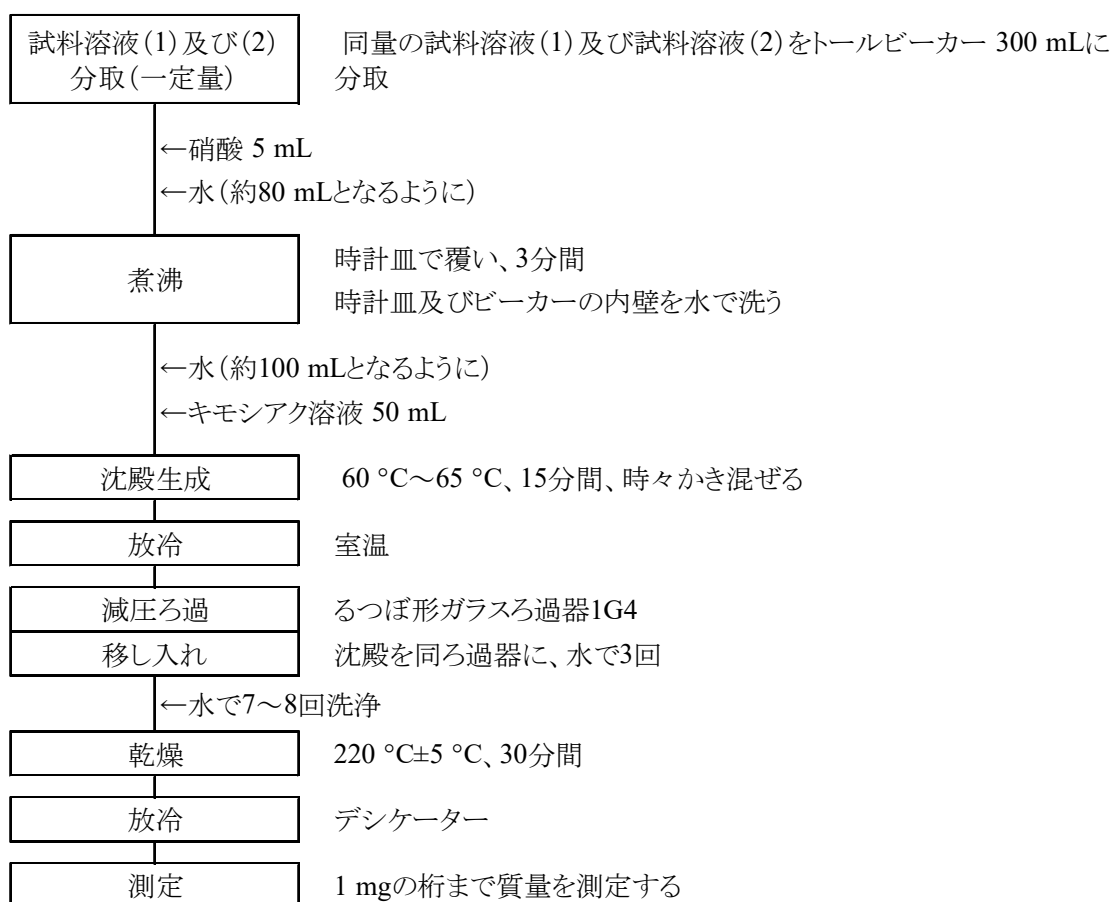 試料溶液(1)及び(2)
分取(一定量)
同量の試料溶液(1)及び試料溶液(2)をトールビーカー 300 mLに
分取
←硝酸 5 mL
←水(約80 mLとなるように)
煮沸
時計皿で覆い、3分間
時計皿及びビーカーの内壁を水で洗う
←水(約100 mLとなるように)
←キモシアク溶液 50 mL
沈殿生成
60 °C～65 °C、15分間、時々かき混ぜる
放冷
室温
減圧ろ過
るつぼ形ガラスろ過器1G4
移し入れ
沈殿を同ろ過器に、水で3回
←水で7～8回洗浄
乾燥
220 °C±5 °C、30分間
放冷
デシケーター
測定
1 mgの桁まで質量を測定する